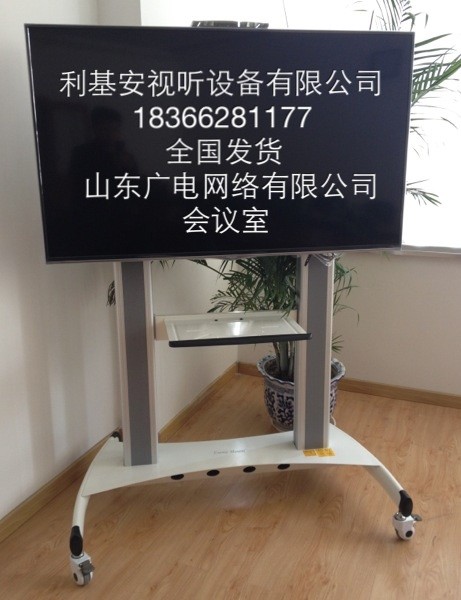 利基安视听设备有限公司
18366281177
全国发货
山东广电网络有限公司
会议室